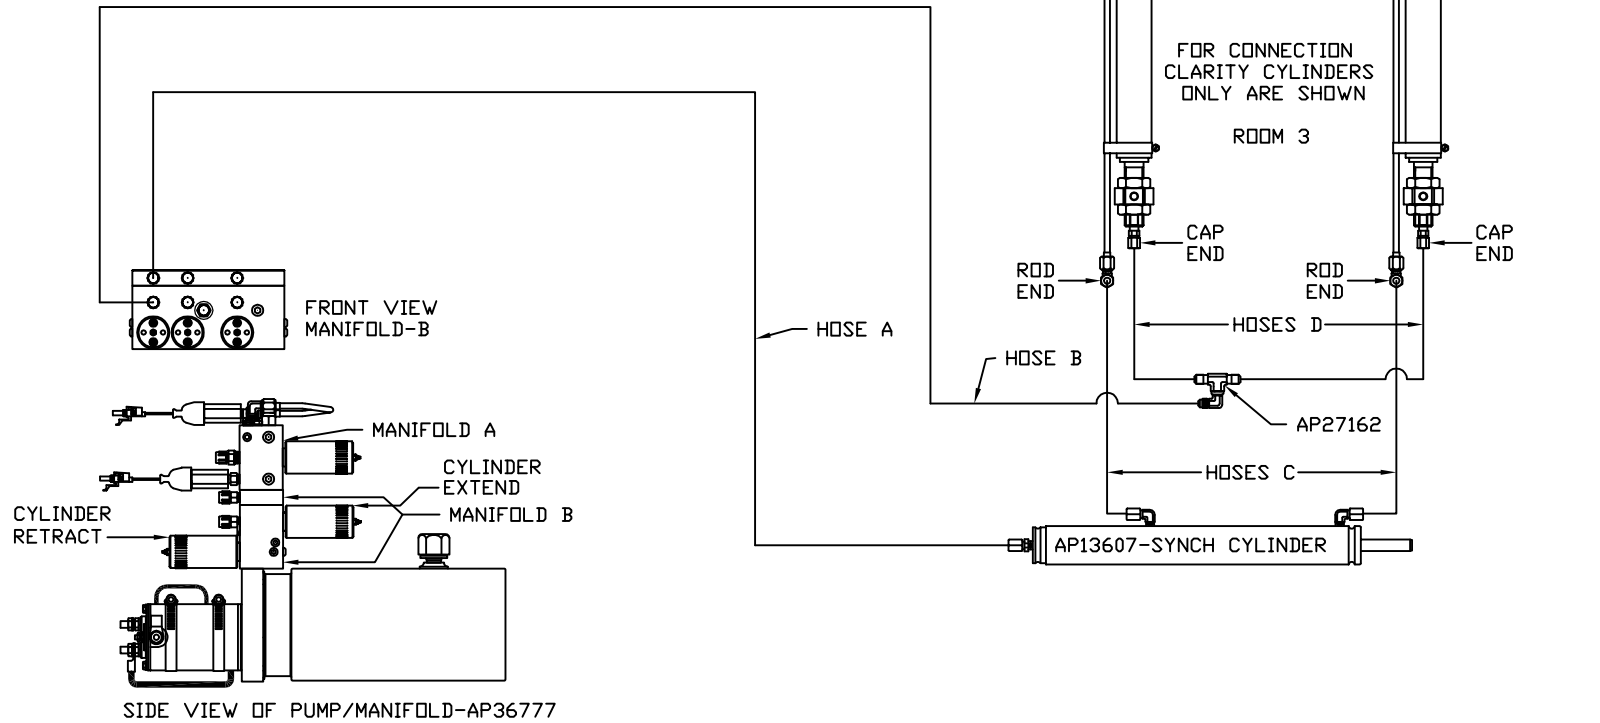 FOR CONNECTION
CLARITY CYLINDERS
ONLY ARE SHOWN
ROOM 3
CAP
END
CAP
END
ROD
END
ROD
END
FRONT VIEW
MANIFOLD-B
HOSE A
HOSES D
HOSE B
AP27162
MANIFOLD A
CYLINDER
EXTEND
HOSES C
MANIFOLD B
CYLINDER
RETRACT
AP13607-SYNCH CYLINDER
SIDE VIEW OF PUMP/MANIFOLD-AP36777